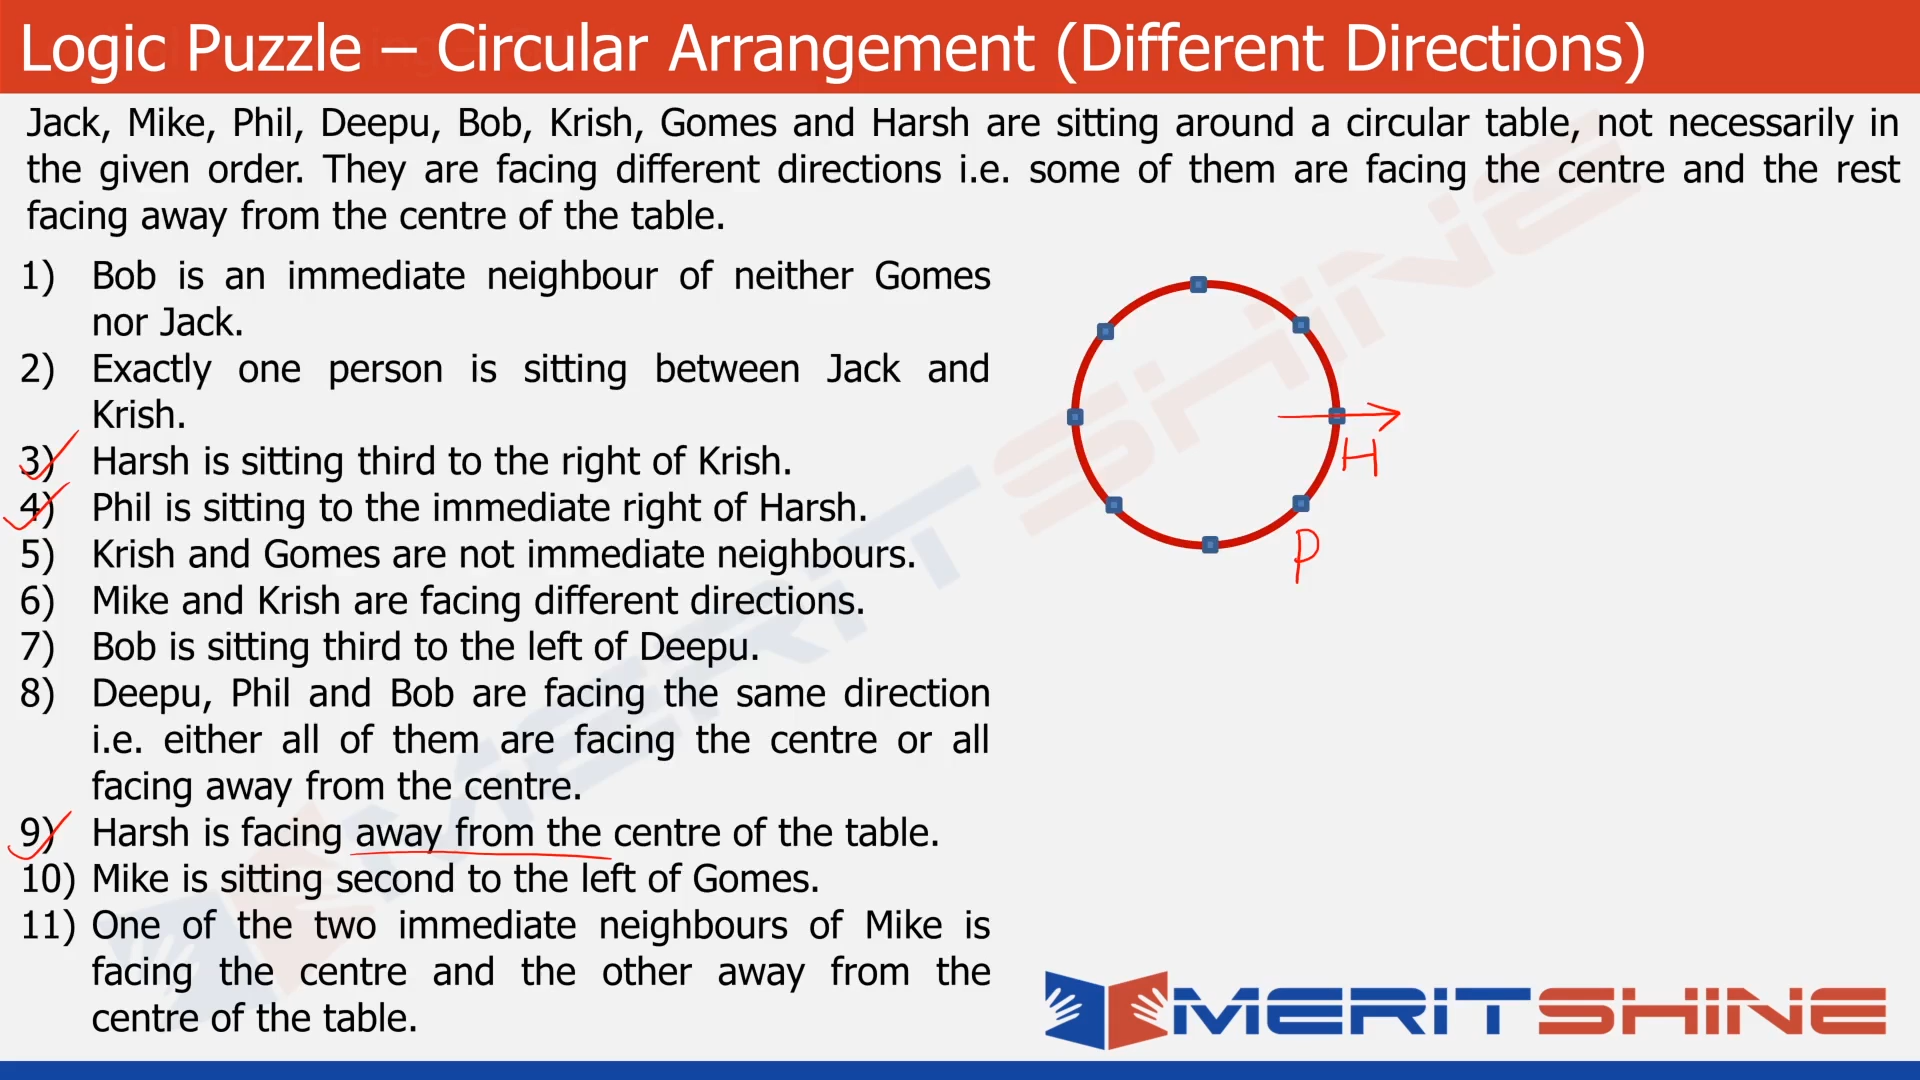 Logic Puzzle – Circular Arrangement (Different Directions)
Jack, Mike, Phil, Deepu, Bob, Krish, Gomes and Harsh are sitting around a circular table, not necessarily in
the given order. They are facing different directions i.e. some of them are facing the centre and the rest
facing away from the centre of the table.
1) Bob is an immediate neighbour of neither Gomes
nor Jack.
2) Exactly one person is sitting between Jack and
Krish.
3) Harsh is sitting third to the right of Krish.
4) Phil is sitting to the immediate right of Harsh.
5) Krish and Gomes are not immediate neighbours.
6) Mike and Krish are facing different directions.
7) Bob is sitting third to the left of Deepu.
8) Deepu, Phil and Bob are facing the same direction
i.e. either all of them are facing the centre or all
facing away from the centre.
9) Harsh is facing away from the centre of the table.
10) Mike is sitting second to the left of Gomes.
11) One of the two immediate neighbours of Mike is
facing the centre and the other away from the
centre of the table.
H
P
MERITSHINE
MERITSHINE